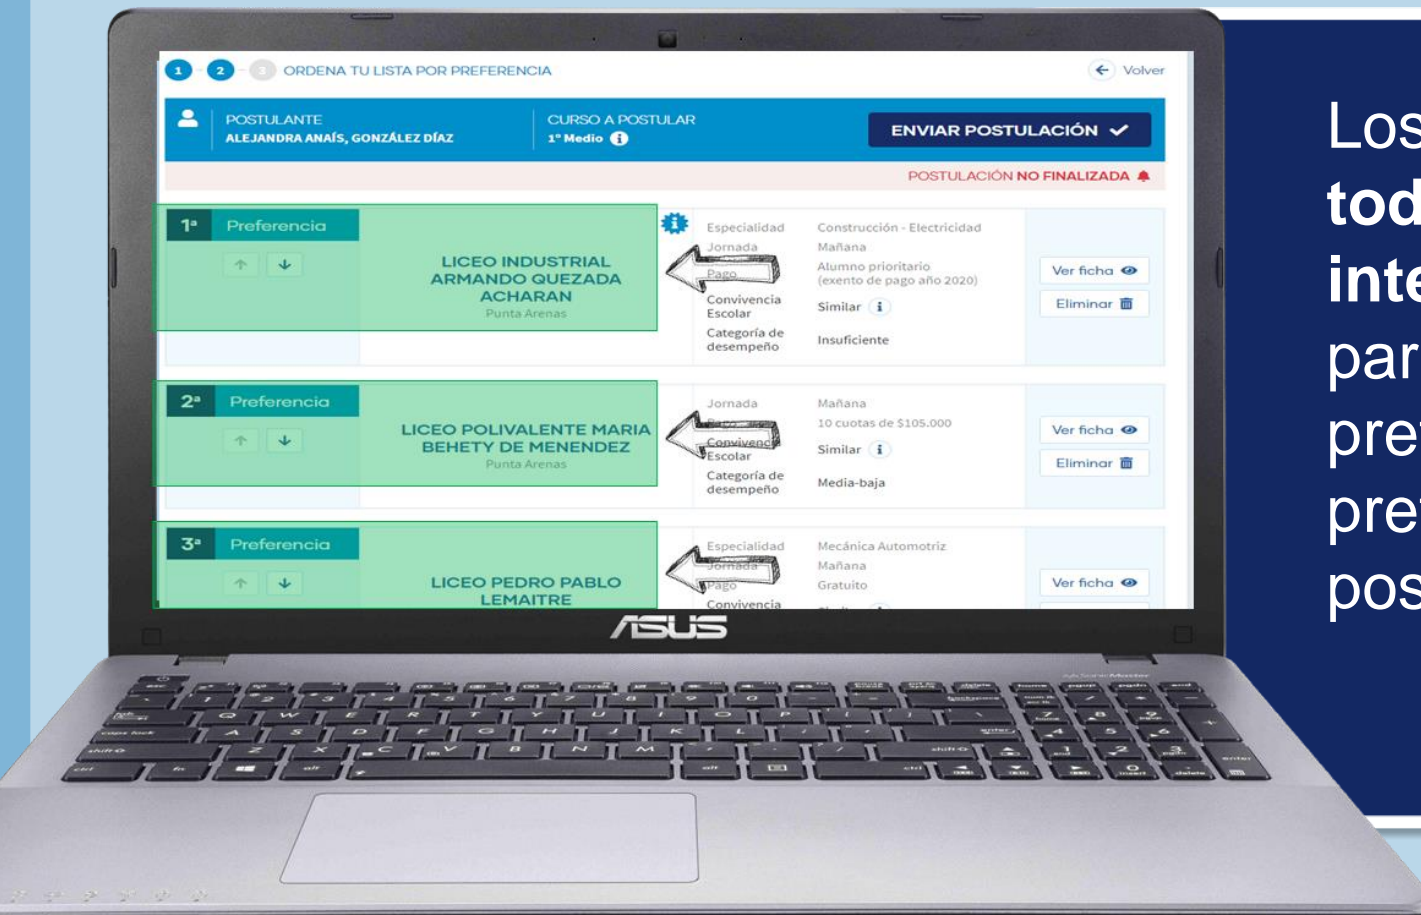 1 - 2 - 3 ORDENA TU LISTA POR PREFERENCIA
Volver
POSTULANTE
ALEJANDRA ANAÍS, GONZÁLEZ DÍAZ
CURSO A POSTULAR
1º Medio i
ENVIAR POSTULACIÓN
POSTULACIÓN NO FINALIZADA
1ª Preferencia
LICEO INDUSTRIAL
ARMANDO QUEZADA
ACHARAN
Punta Arenas
Especialidad Construcción - Electricidad
Jornada Mañana
Pago Alumno prioritario
(exento de pago año 2020)
Convivencia
Escolar Similar i
Categoría de
desempeño Insuficiente
Ver ficha
Eliminar
2ª Preferencia
LICEO POLIVALENTE MARIA
BEHETY DE MENENDEZ
Punta Arenas
Jornada Mañana
10 cuotas de $105.000
Convivencia
Escolar Similar i
Categoría de
desempeño Media-baja
Ver ficha
Eliminar
3ª Preferencia
LICEO PEDRO PABLO
LEMAITRE
Especialidad Mecánica Automotriz
Jornada Mañana
Pago Gratuito
Convivencia
Ver ficha
ASUS
Los
tod
inte
par
pre
pre
pos